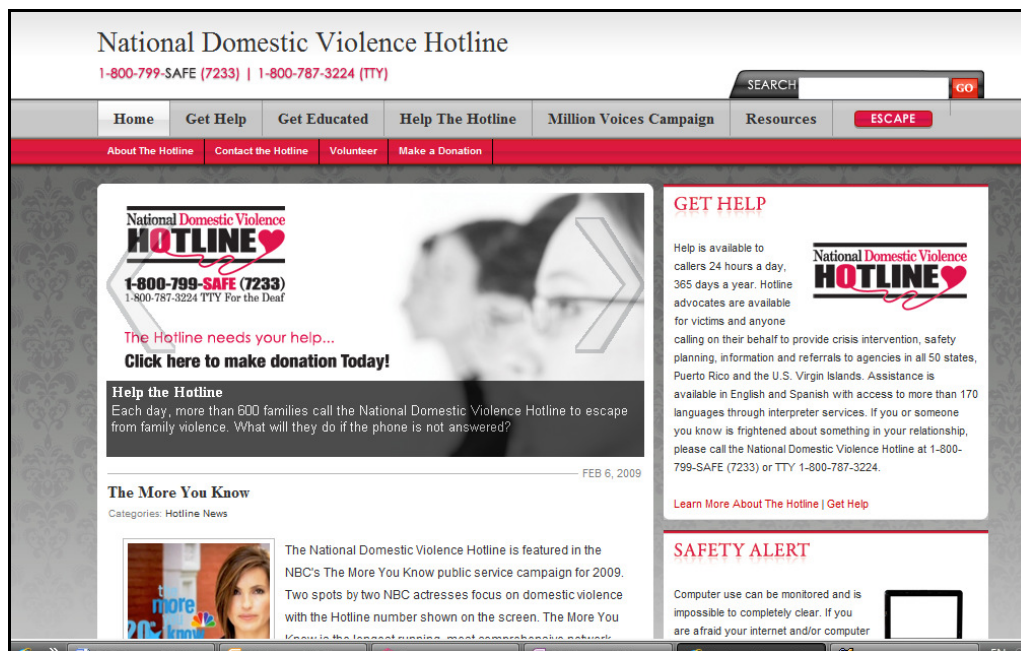 National Domestic Violence Hotline
1-800-799-SAFE (7233) | 1-800-787-3224 (TTY)
SEARCH GO
Home Get Help Get Educated Help The Hotline Million Voices Campaign Resources ESCAPE
About The Hotline Contact the Hotline Volunteer Make a Donation
National Domestic Violence
HOTLINE
1-800-799-SAFE (7233)
1-800-787-3224 TTY For the Deaf
The Hotline needs your help...
Click here to make donation Today!
Help the Hotline
Each day, more than 600 families call the National Domestic Violence Hotline to escape
from family violence. What will they do if the phone is not answered?
FEB 6, 2009
The More You Know
Categories: Hotline News
the
more
20
know
The National Domestic Violence Hotline is featured in the
NBC's The More You Know public service campaign for 2009.
Two spots by two NBC actresses focus on domestic violence
with the Hotline number shown on the screen. The More You
Know is the longest running, most comprehensive network
GET HELP
National Domestic Violence
HOTLINE
Help is available to
callers 24 hours a day,
365 days a year. Hotline
advocates are available
for victims and anyone
calling on their behalf to provide crisis intervention, safety
planning, information and referrals to agencies in all 50 states,
Puerto Rico and the U.S. Virgin Islands. Assistance is
available in English and Spanish with access to more than 170
languages through interpreter services. If you or someone
you know is frightened about something in your relationship,
please call the National Domestic Violence Hotline at 1-800-
799-SAFE (7233) or TTY 1-800-787-3224.
Learn More About The Hotline | Get Help
SAFETY ALERT
Computer use can be monitored and is
impossible to completely clear. If you
are afraid your internet and/or computer